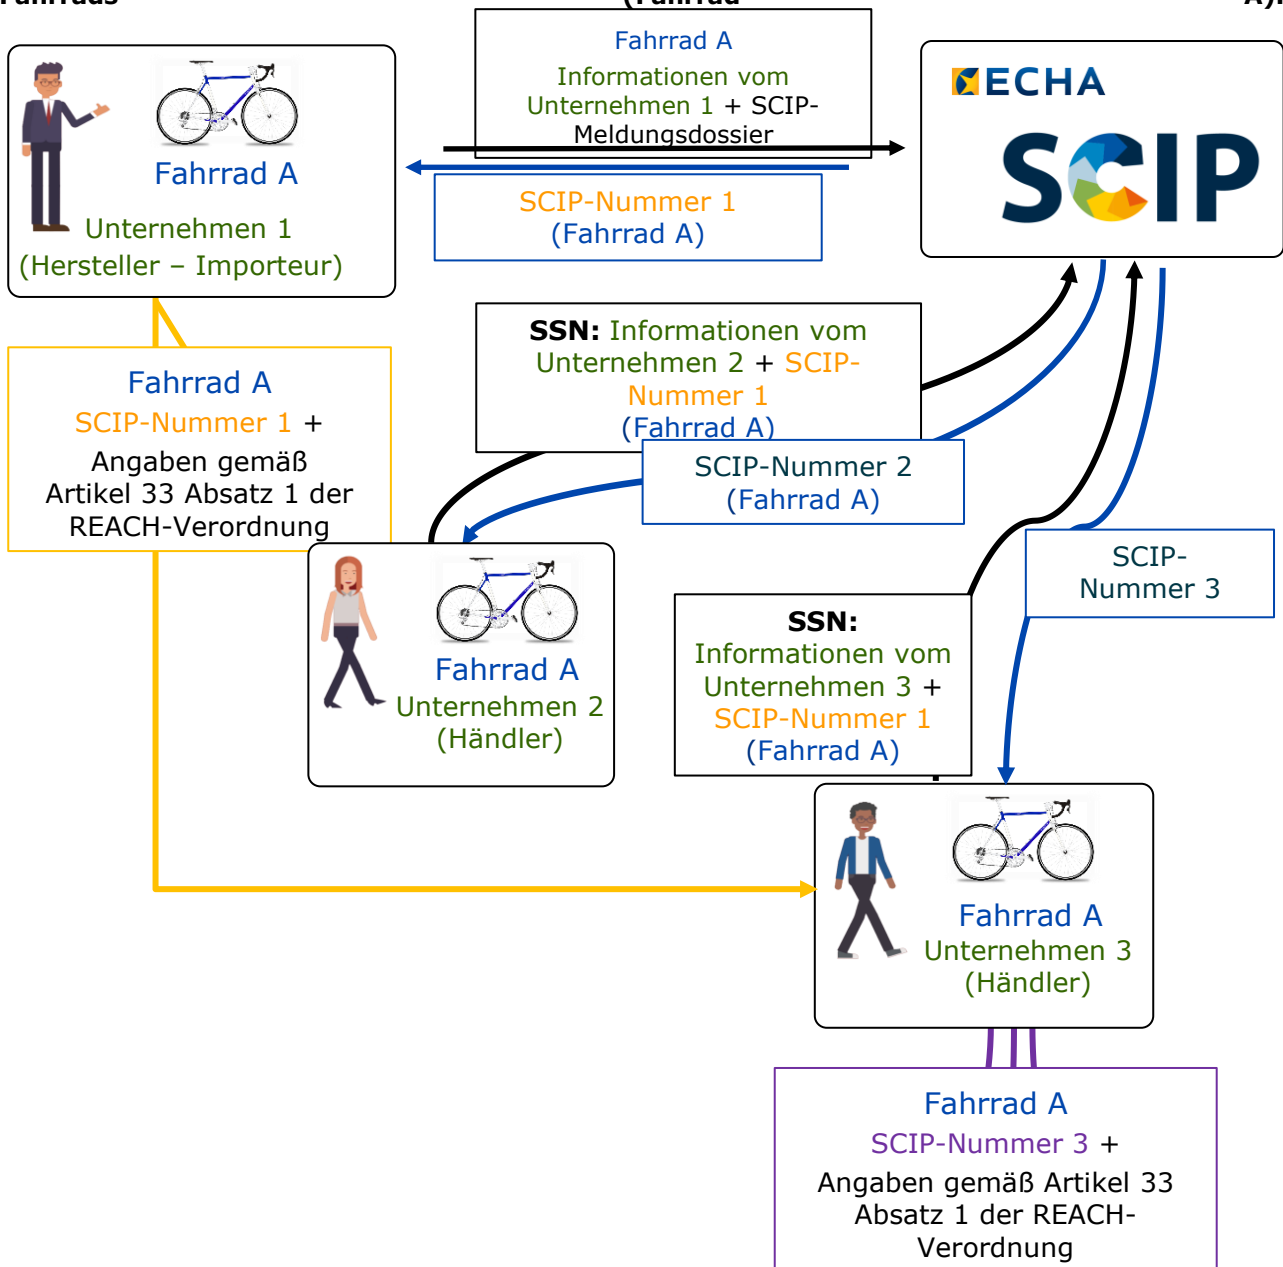 Fahrrads (Fahrrad A).
Fahrrad A
Informationen vom
Unternehmen 1 + SCIP-
Meldungsdossier
ECHA
SCIP
Fahrrad A
Unternehmen 1
(Hersteller – Importeur)
SCIP-Nummer 1
(Fahrrad A)
SSN: Informationen vom
Unternehmen 2 + SCIP-
Nummer 1
(Fahrrad A)
Fahrrad A
SCIP-Nummer 1 +
Angaben gemäß
Artikel 33 Absatz 1 der
REACH-Verordnung
SCIP-Nummer 2
(Fahrrad A)
SCIP-
Nummer 3
Fahrrad A
Unternehmen 2
(Händler)
SSN:
Informationen vom
Unternehmen 3 +
SCIP-Nummer 1
(Fahrrad A)
Fahrrad A
Unternehmen 3
(Händler)
Fahrrad A
SCIP-Nummer 3 +
Angaben gemäß Artikel 33
Absatz 1 der REACH-
Verordnung